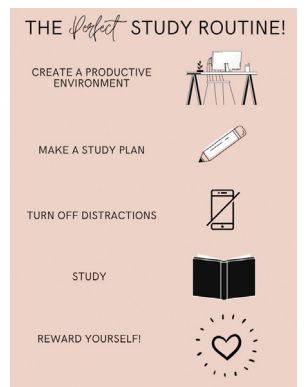 THE Perfect STUDY ROUTINE!
CREATE A PRODUCTIVE
ENVIRONMENT
MAKE A STUDY PLAN
TURN OFF DISTRACTIONS
STUDY
REWARD YOURSELF!